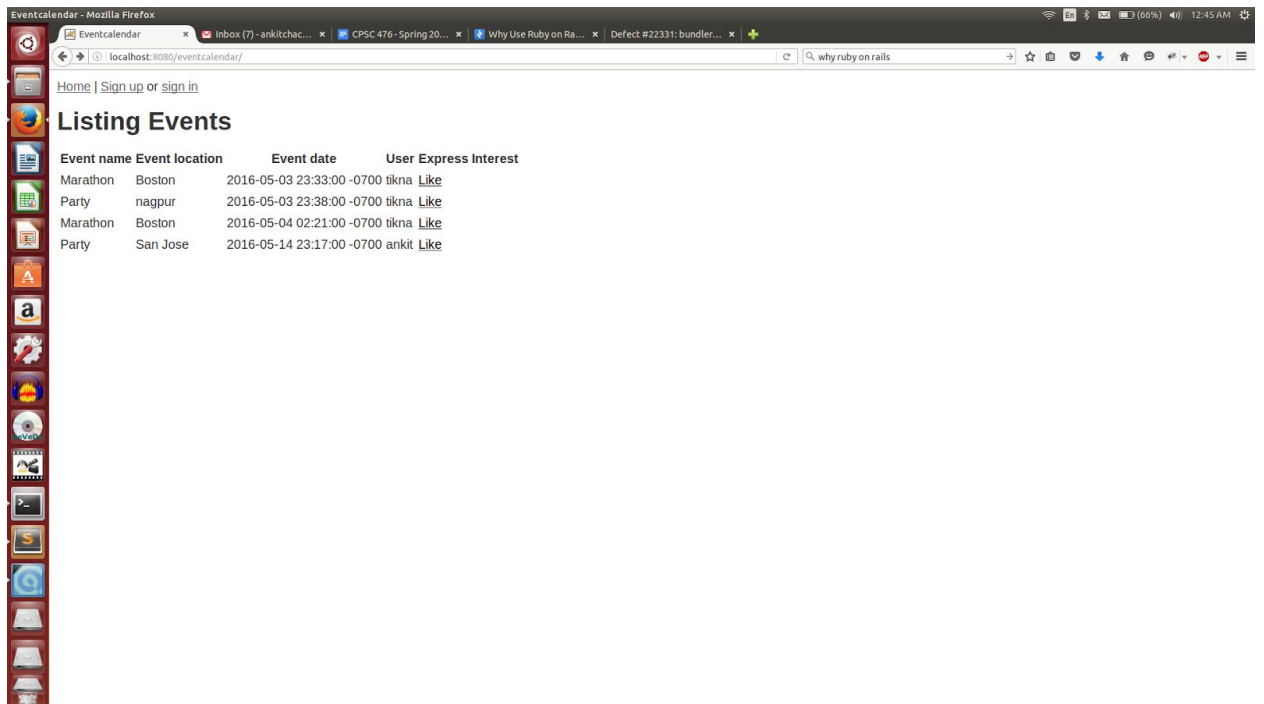 Eventcalendar - Mozilla Firefox En (66%) 12:45 AM
Eventcalendar Inbox (7) - ankitchac... CPSC 476 - Spring 20... Why Use Ruby on Ra... Defect #22331: bundler...
localhost:8080/eventcalendar/ why ruby on rails ABP
Home | Sign up or sign in
Listing Events
Event name Event location Event date User Express Interest
Marathon Boston 2016-05-03 23:33:00 -0700 tikna Like
Party nagpur 2016-05-03 23:38:00 -0700 tikna Like
Marathon Boston 2016-05-04 02:21:00 -0700 tikna Like
Party San Jose 2016-05-14 23:17:00 -0700 ankit Like